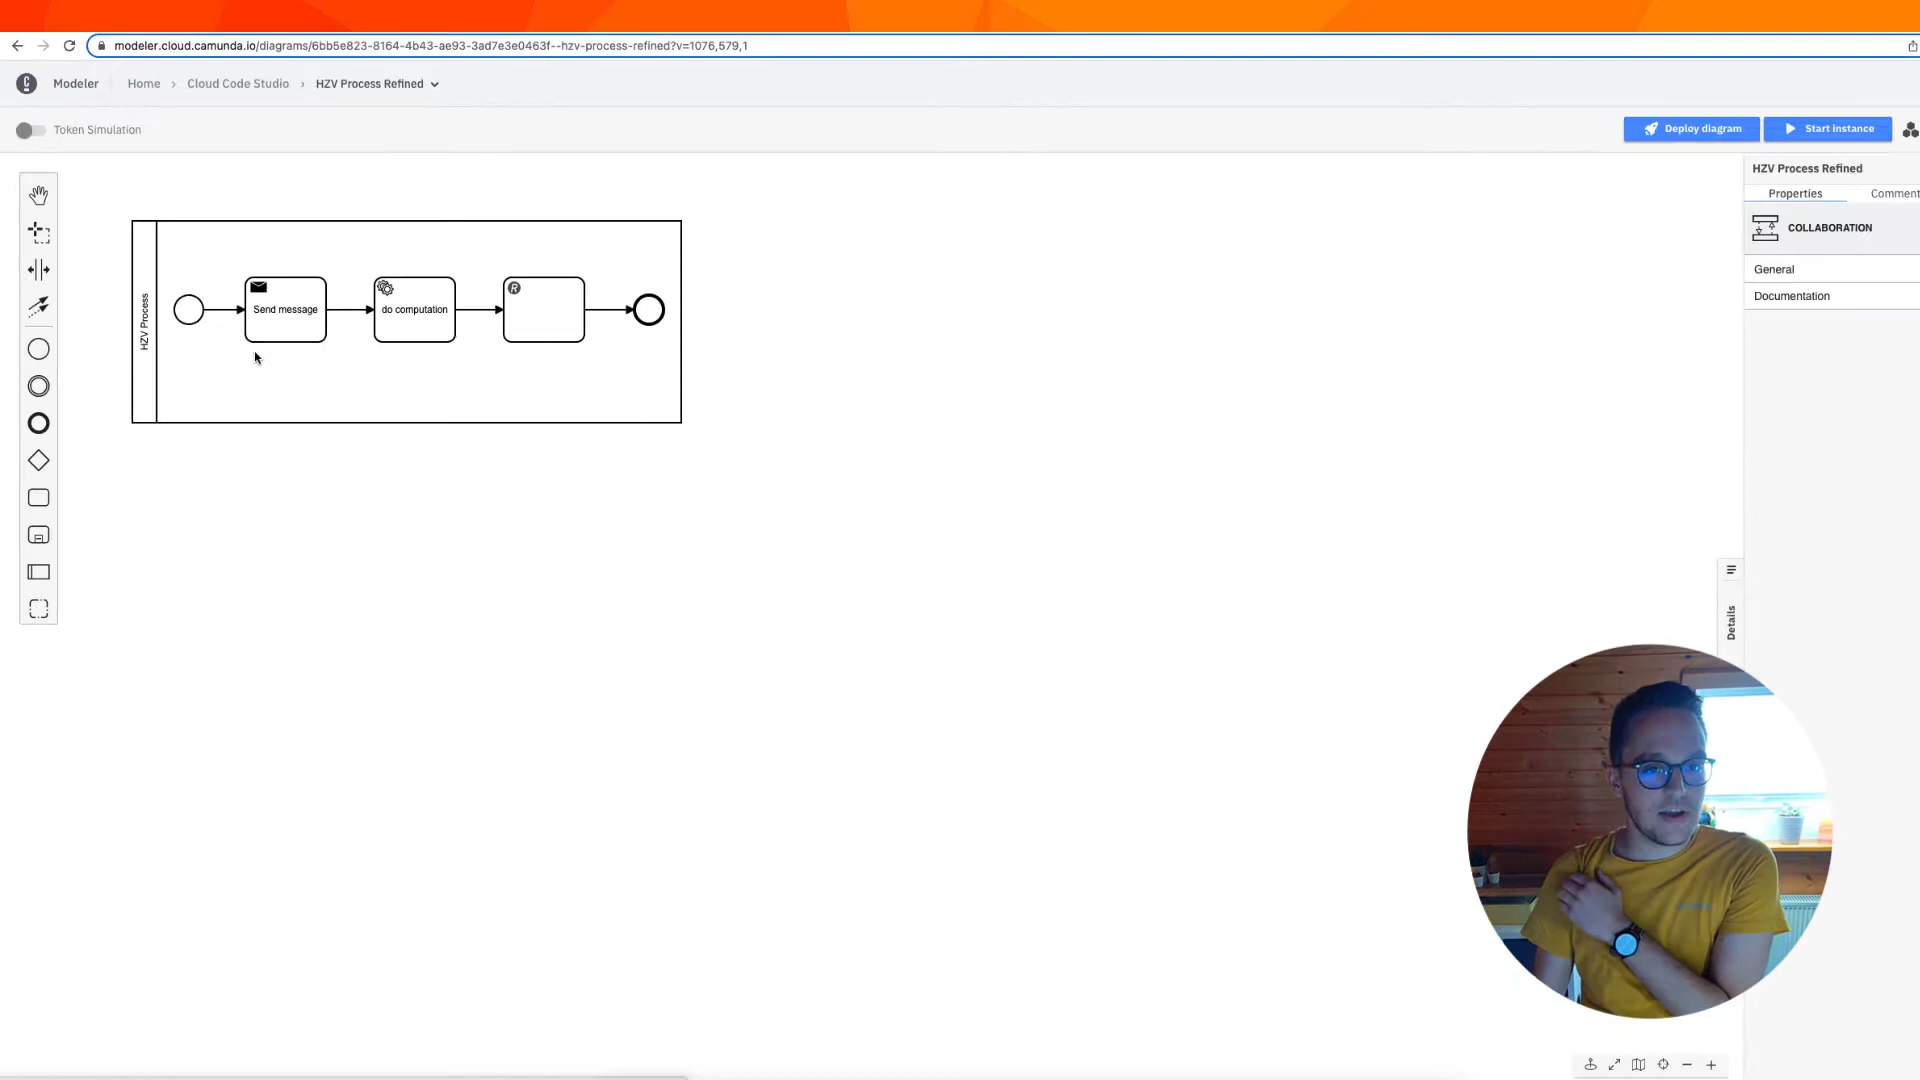 modeler.cloud.camunda.io/diagrams/6bb5e823-8164-4b43-ae93-3ad7e3e0463f--hzv-process-refined?v=1076,579,1
C Modeler Home › Cloud Code Studio › HZV Process Refined
Token Simulation
Deploy diagram
Start instance
HZV Process Refined
Properties
Comment
COLLABORATION
General
Documentation
HZV Process
Send message
do computation
R
Details